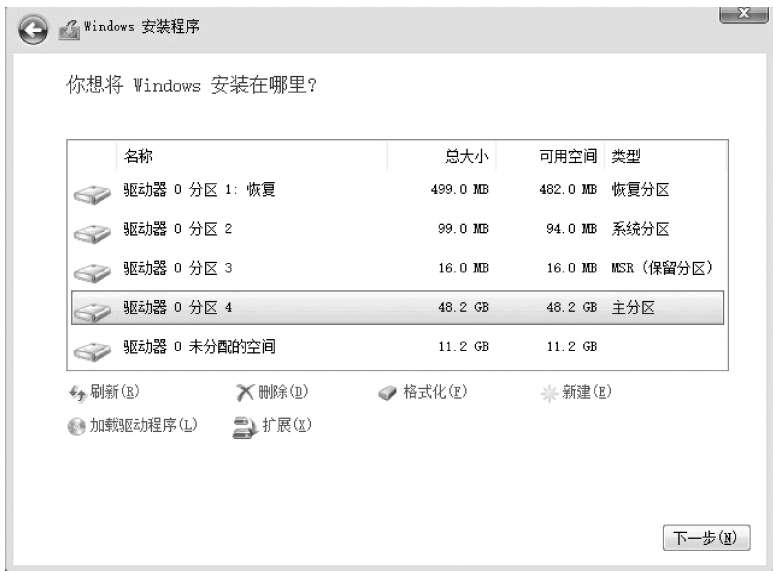 Windows 安装程序
你想将 Windows 安装在哪里?
名称 总大小 可用空间 类型
驱动器 0 分区 1: 恢复 499.0 MB 482.0 MB 恢复分区
驱动器 0 分区 2 99.0 MB 94.0 MB 系统分区
驱动器 0 分区 3 16.0 MB 16.0 MB MSR (保留分区)
驱动器 0 分区 4 48.2 GB 48.2 GB 主分区
驱动器 0 未分配的空间 11.2 GB 11.2 GB
刷新(R) 删除(D) 格式化(F) 新建(E)
加载驱动程序(L) 扩展(X)
下一步(N)